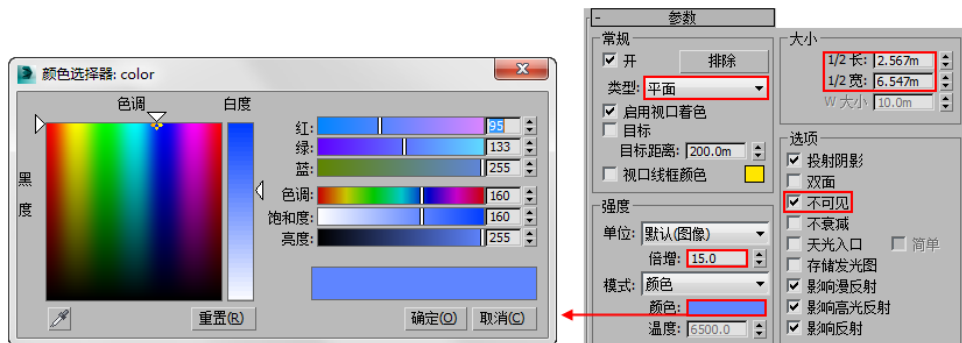 颜色选择器: color
色调
白度
黑
度
红: 95
绿: 133
蓝: 255
色调: 160
饱和度: 160
亮度: 255
重置(R)
确定(O)
取消(C)
- 参数
常规
开
排除
类型: 平面
启用视口着色
目标
目标距离: 200.0m
视口线框颜色
强度
单位: 默认(图像)
倍增: 15.0
模式: 颜色
颜色:
温度: 6500.0
大小
1/2 长: 2.567m
1/2 宽: 6.547m
W 大小 10.0m
选项
投射阴影
双面
不可见
不衰减
天光入口 简单
存储发光图
影响漫反射
影响高光反射
影响反射